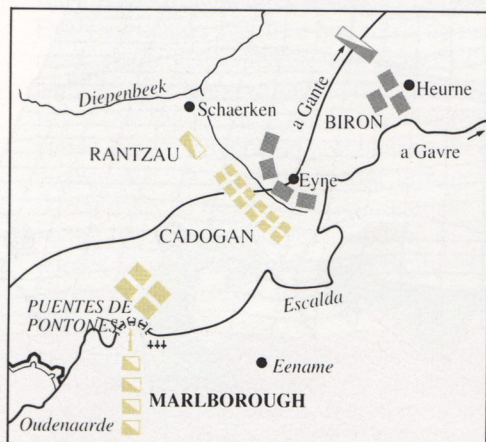 Diepenbeek
Schaerken
a Gante
Heurne
BIRON
RANTZAU
a Gavre
Eyne
CADOGAN
Escalda
PUENTES DE
PONTONES
Eename
MARLBOROUGH
Oudenaarde